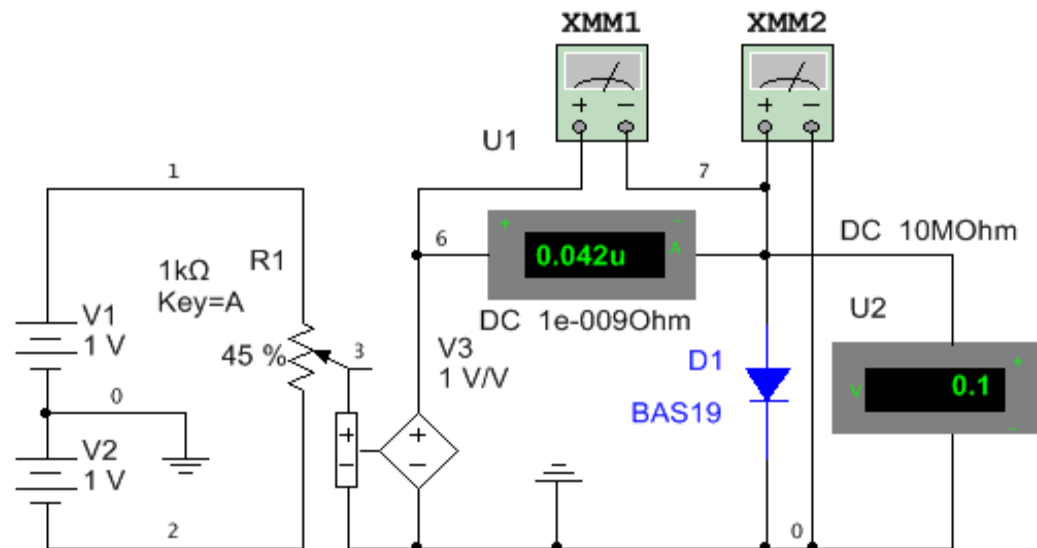 XMM1
XMM2
+ −
+ −
U1
1
7
6
+
-
0.042u
A
DC 10MOhm
R1
1kΩ
Key=A
DC 1e-009Ohm
U2
V1
1 V
45 %
3
V3
1 V/V
D1
BAS19
+
V
0.1
-
0
V2
1 V
+
−
+
−
2
0